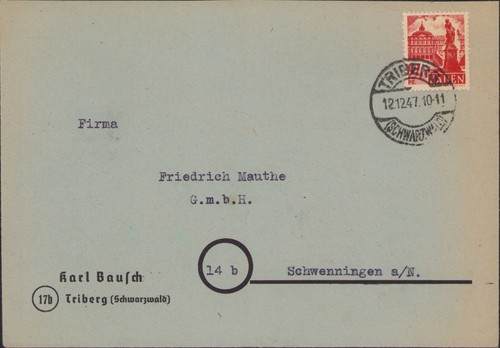 BADEN
TRIBERG
12.12.47.10-11
(SCHWARZWALD)
Firma
Friedrich Mauthe
G.m.b.H.
14 b
Schwenningen a/N.
Karl Bausch
17b Triberg (Schwarzwald)